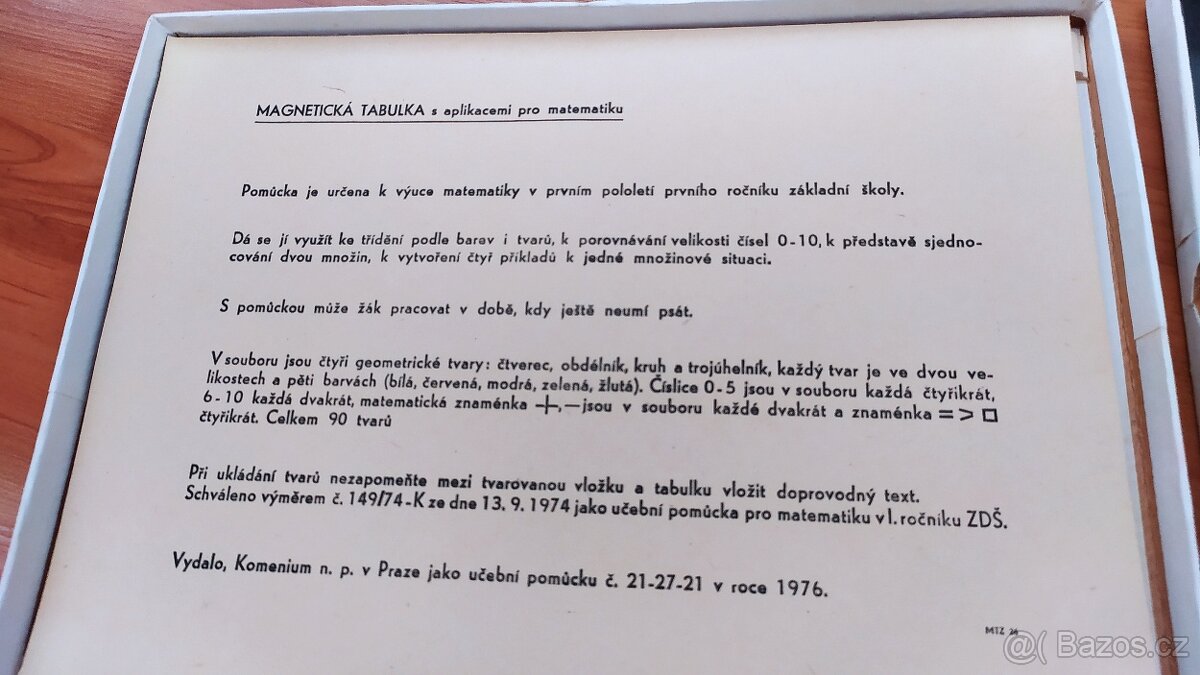 MAGNETICKÁ TABULKA s aplikacemi pro matematiku
Pomůcka je určena k výuce matematiky v prvním pololetí prvního ročníku základní školy.
Dá se jí využít ke třídění podle barev i tvarů, k porovnávání velikosti čísel 0-10, k představě sjedno-
cování dvou množin, k vytvoření čtyř příkladů k jedné množinové situaci.
S pomůckou může žák pracovat v době, kdy ještě neumí psát.
V souboru jsou čtyři geometrické tvary: čtverec, obdélník, kruh a trojúhelník, každý tvar je ve dvou ve-
likostech a pěti barvách (bílá, červená, modrá, zelená, žlutá). Číslice 0-5 jsou v souboru každá čtyřikrát,
6-10 každá dvakrát, matematická znaménka +,—jsou v souboru každé dvakrát a znaménka = > □
čtyřikrát. Celkem 90 tvarů
Při ukládání tvarů nezapomeňte mezi tvarovanou vložku a tabulku vložit doprovodný text.
Schváleno výměrem č. 149/74-K ze dne 13. 9. 1974 jako učební pomůcka pro matematiku v I. ročníku ZDŠ.
Vydalo, Komenium n. p. v Praze jako učební pomůcku č. 21-27-21 v roce 1976.
MTZ 24
@( Bazos.cz